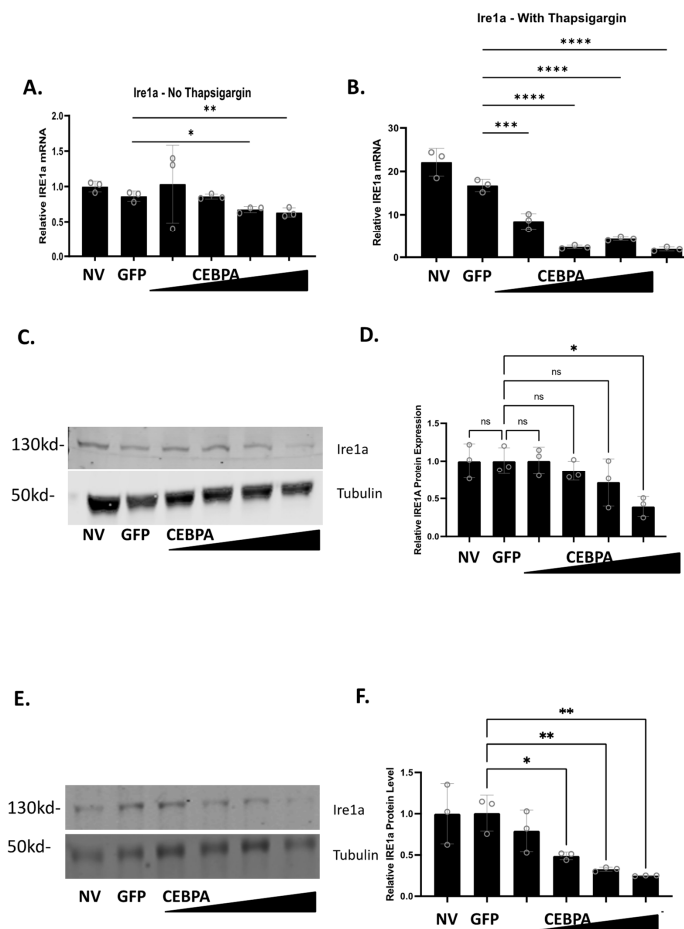 Ire1a - With Thapsigargin
A.
Ire1a - No Thapsigargin
**
*
Relative IRE1a mRNA
2.0
1.5
1.0
0.5
0.0
NV GFP CEBPA
B.
****
****
****
***
Relative IRE1a mRNA
30
20
10
0
NV GFP CEBPA
C.
130kd-
Ire1a
50kd-
Tubulin
NV GFP CEBPA
D.
*
ns
ns
ns
ns
Relative IRE1A Protein Expression
1.5
1.0
0.5
0.0
NV GFP CEBPA
E.
130kd-
Ire1a
50kd-
Tubulin
NV GFP CEBPA
F.
**
**
*
Relative IRE1a Protein Level
1.5
1.0
0.5
0.0
NV GFP CEBPA